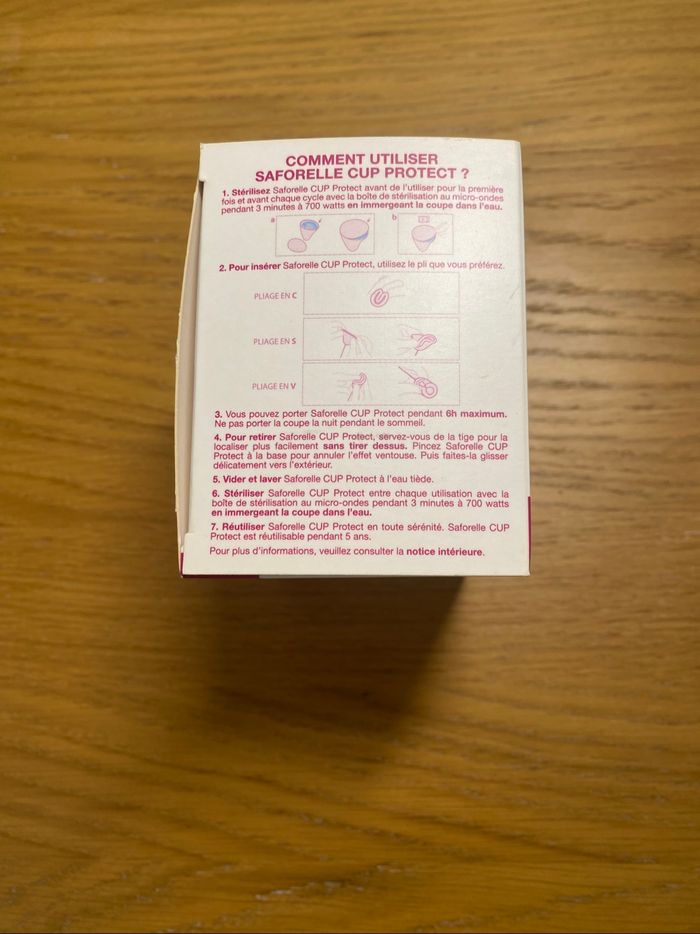 COMMENT UTILISER
SAFORELLE CUP PROTECT ?
1. Stérilisez Saforelle CUP Protect avant de l'utiliser pour la première
fois et avant chaque cycle avec la boîte de stérilisation au micro-ondes
pendant 3 minutes à 700 watts en immergeant la coupe dans l'eau.
a
b
2. Pour insérer Saforelle CUP Protect, utilisez le pli que vous préférez.
PLIAGE EN C
PLIAGE EN S
PLIAGE EN V
3. Vous pouvez porter Saforelle CUP Protect pendant 6h maximum.
Ne pas porter la coupe la nuit pendant le sommeil.
4. Pour retirer Saforelle CUP Protect, servez-vous de la tige pour la
localiser plus facilement sans tirer dessus. Pincez Saforelle CUP
Protect à la base pour annuler l'effet ventouse. Puis faites-la glisser
délicatement vers l'extérieur.
5. Vider et laver Saforelle CUP Protect à l'eau tiède.
6. Stériliser Saforelle CUP Protect entre chaque utilisation avec la
boîte de stérilisation au micro-ondes pendant 3 minutes à 700 watts
en immergeant la coupe dans l'eau.
7. Réutiliser Saforelle CUP Protect en toute sérénité. Saforelle CUP
Protect est réutilisable pendant 5 ans.
Pour plus d'informations, veuillez consulter la notice intérieure.